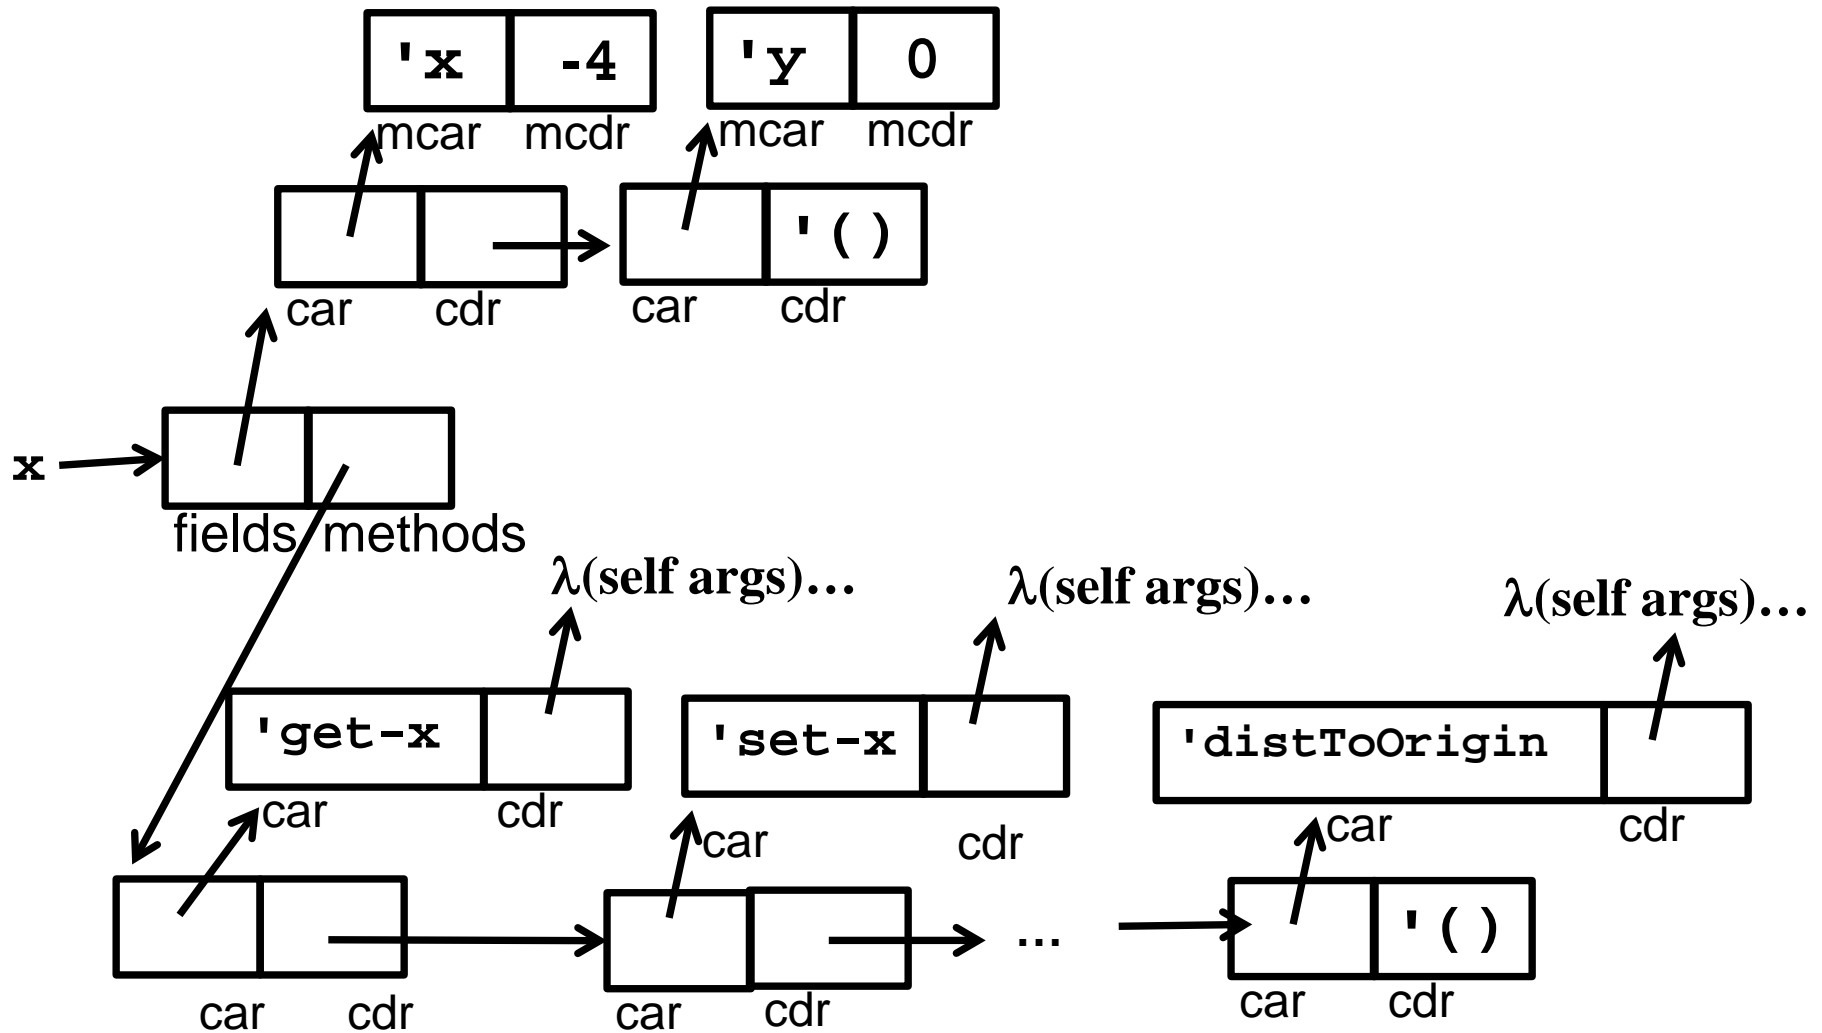 'x -4 'y 0
mcar mcdr mcar mcdr
'()
car cdr car cdr
x
fields methods
λ(self args)… λ(self args)… λ(self args)…
'get-x 'set-x 'distToOrigin
car cdr car cdr car cdr
… '()
car cdr car cdr car cdr